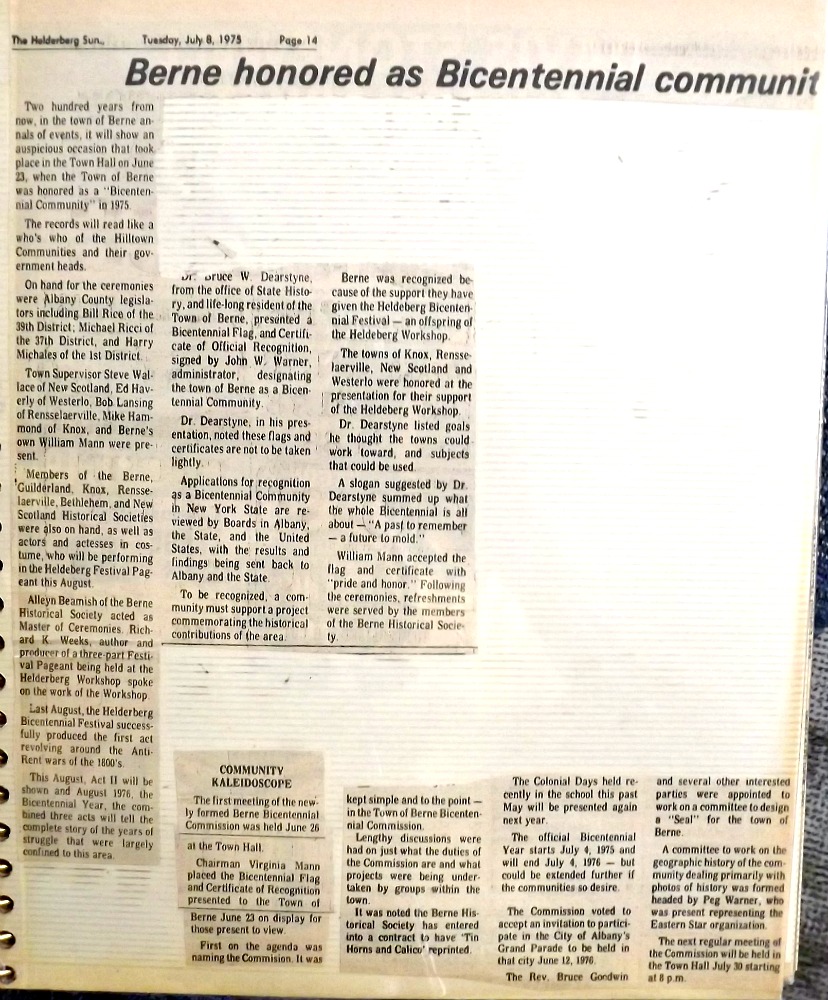 The Helderberg Sun, Tuesday, July 8, 1975 Page 14
Berne honored as Bicentennial communit
Two hundred years from
now, in the town of Berne an-
nals of events, it will show an
auspicious occasion that took
place in the Town Hall on June
23, when the Town of Berne
was honored as a "Bicenten-
nial Community" in 1975.
The records will read like a
who's who of the Hilltown
Communities and their gov-
ernment heads.
On hand for the ceremonies
were Albany County legisla-
tors including Bill Rice of the
39th District; Michael Ricci of
the 37th District, and Harry
Michales of the 1st District.
Town Supervisor Steve Wal-
lace of New Scotland, Ed Hav-
erly of Westerlo, Bob Lansing
of Rensselaerville, Mike Ham-
mond of Knox, and Berne's
own William Mann were pre-
sent.
Members of the Berne,
Guilderland, Knox, Rensse-
laerville, Bethlehem, and New
Scotland Historical Societies
were also on hand, as well as
actors and actesses in cos-
tume, who will be performing
in the Heldeberg Festival Pag-
eant this August.
Alleyn Beamish of the Berne
Historical Society acted as
Master of Ceremonies. Rich-
ard K. Weeks, author and
producer of a three-part Festi-
val Pageant being held at the
Helderberg Workshop spoke
on the work of the Workshop.
Last August, the Helderberg
Bicentennial Festival success-
fully produced the first act
revolving around the Anti-
Rent wars of the 1800's.
This August, Act II will be
shown and August 1976, the
Bicentennial Year, the com-
bined three acts will tell the
complete story of the years of
struggle that were largely
confined to this area.
Dr. Bruce W. Dearstyne,
from the office of State Histo-
ry, and life-long resident of the
Town of Berne, presented a
Bicentennial Flag, and Certifi-
cate of Official Recognition,
signed by John W. Warner,
administrator, designating
the town of Berne as a Bicen-
tennial Community.
Dr. Dearstyne, in his pres-
entation, noted these flags and
certificates are not to be taken
lightly.
Applications for recognition
as a Bicentennial Community
in New York State are re-
viewed by Boards in Albany,
the State, and the United
States, with the results and
findings being sent back to
Albany and the State.
To be recognized, a com-
munity must support a project
commemorating the historical
contributions of the area.
Berne was recognized be-
cause of the support they have
given the Heldeberg Bicenten-
nial Festival — an offspring of
the Heldeberg Workshop.
The towns of Knox, Rensse-
laerville, New Scotland and
Westerlo were honored at the
presentation for their support
of the Heldeberg Workshop.
Dr. Dearstyne listed goals
he thought the towns could
work toward, and subjects
that could be used.
A slogan suggested by Dr.
Dearstyne summed up what
the whole Bicentennial is all
about — "A past to remember
— a future to mold."
William Mann accepted the
flag and certificate with
"pride and honor." Following
the ceremonies, refreshments
were served by the members
of the Berne Historical Socie-
ty.
COMMUNITY
KALEIDOSCOPE
The first meeting of the new-
ly formed Berne Bicentennial
Commission was held June 26
at the Town Hall.
Chairman Virginia Mann
placed the Bicentennial Flag
and Certificate of Recognition
presented to the Town of
Berne June 23 on display for
those present to view.
First on the agenda was
naming the Commision. It was
kept simple and to the point —
in the Town of Berne Bicenten-
nial Commission.
Lengthy discussions were
had on just what the duties of
the Commission are and what
projects were being under-
taken by groups within the
town.
It was noted the Berne His-
torical Society has entered
into a contract to have 'Tin
Horns and Calico' reprinted.
The Colonial Days held re-
cently in the school this past
May will be presented again
next year.
The official Bicentennial
Year starts July 4, 1975 and
will end July 4, 1976 — but
could be extended further if
the communities so desire.
The Commission voted to
accept an invitation to partici-
pate in the City of Albany's
Grand Parade to be held in
that city June 12, 1976.
The Rev. Bruce Goodwin
and several other interested
parties were appointed to
work on a committee to design
a "Seal" for the town of
Berne.
A committee to work on the
geographic history of the com-
munity dealing primarily with
photos of history was formed
headed by Peg Warner, who
was present representing the
Eastern Star organization.
The next regular meeting of
the Commission will be held in
the Town Hall July 30 starting
at 8 p.m.